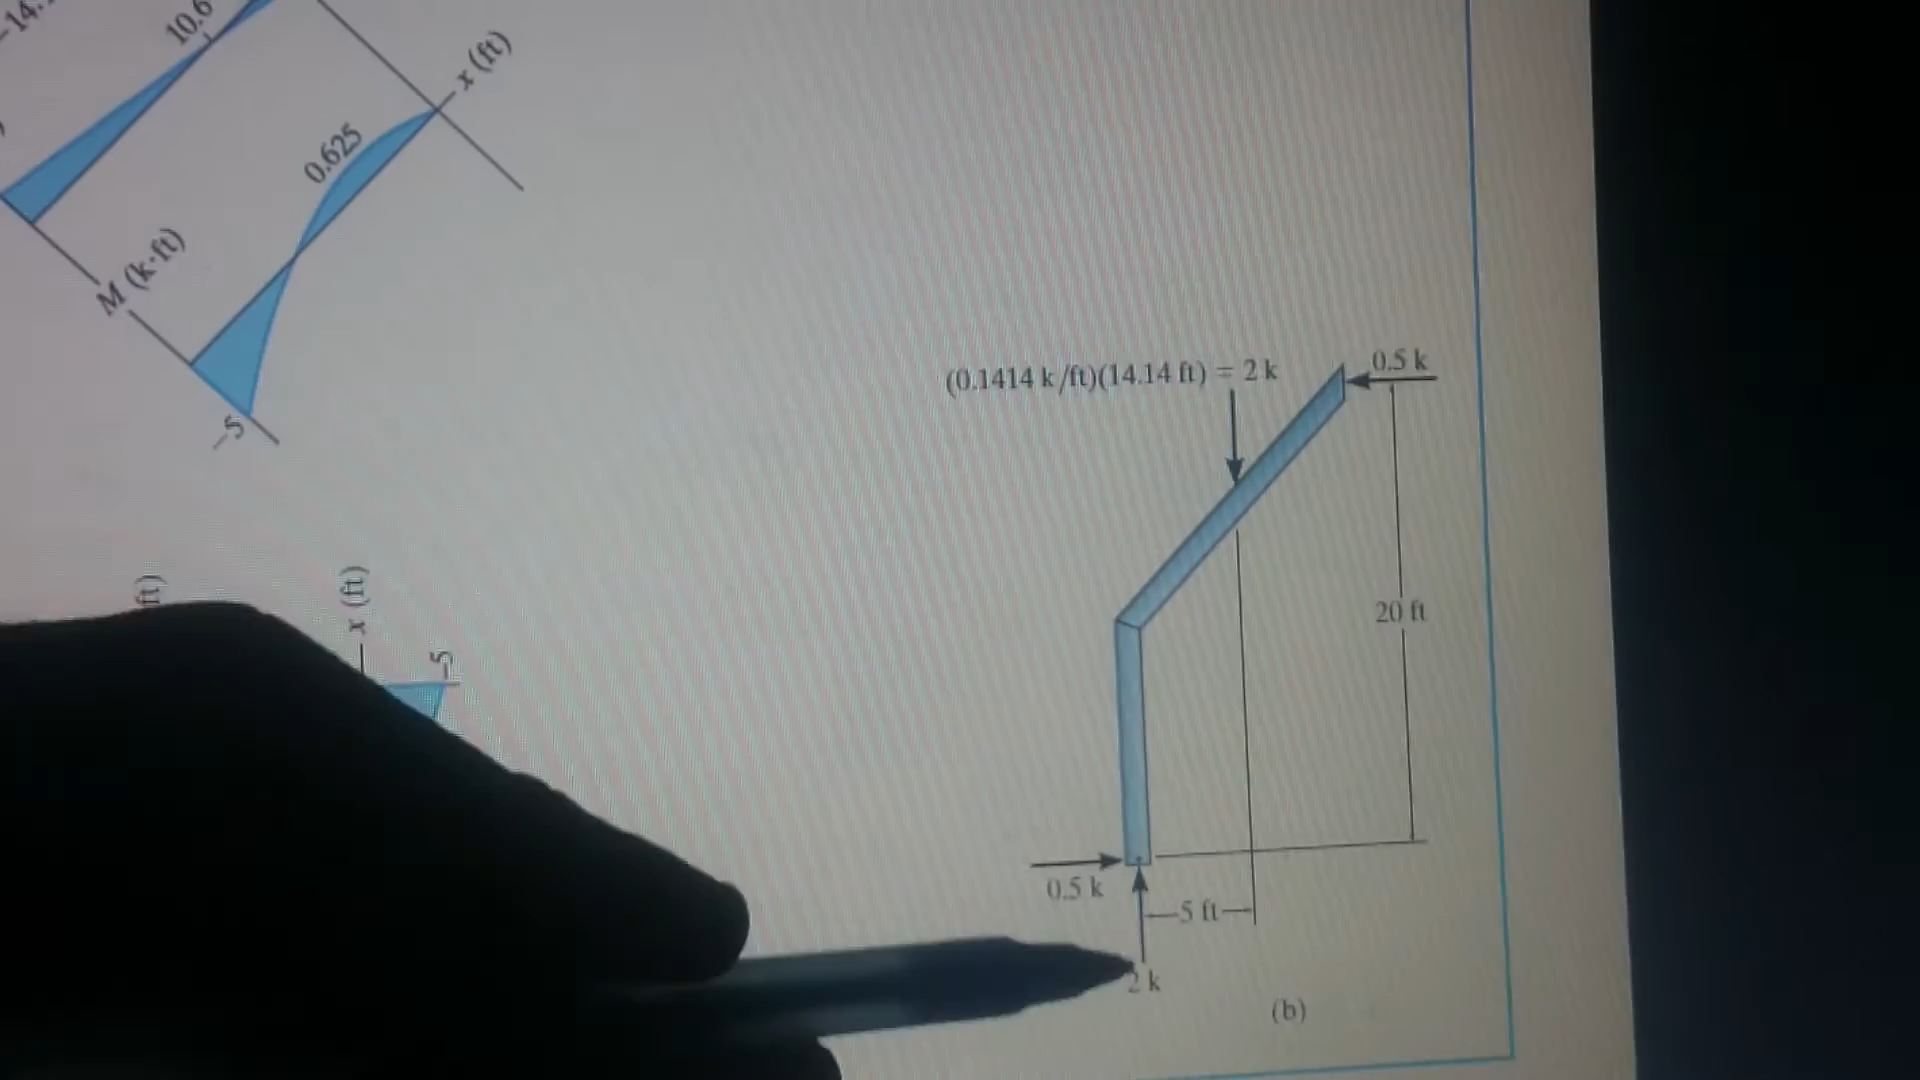 10.6
x (ft)
0.625
M (k·ft)
–5
(0.1414 k/ft)(14.14 ft) = 2 k
0.5 k
ft)
x (ft)
–5
20 ft
0.5 k
5 ft
2 k
(b)